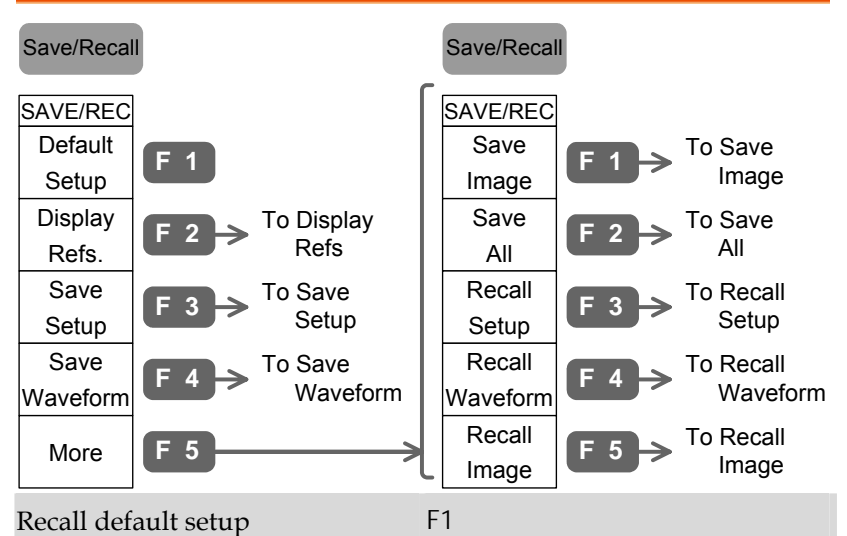 Save/Recall
SAVE/REC
Default
Setup
F 1
Display
Refs.
F 2
To Display
Refs
Save
Setup
F 3
To Save
Setup
Save
Waveform
F 4
To Save
Waveform
More
F 5
Save/Recall
SAVE/REC
Save
Image
F 1
To Save
Image
Save
All
F 2
To Save
All
Recall
Setup
F 3
To Recall
Setup
Recall
Waveform
F 4
To Recall
Waveform
Recall
Image
F 5
To Recall
Image
Recall default setup F1